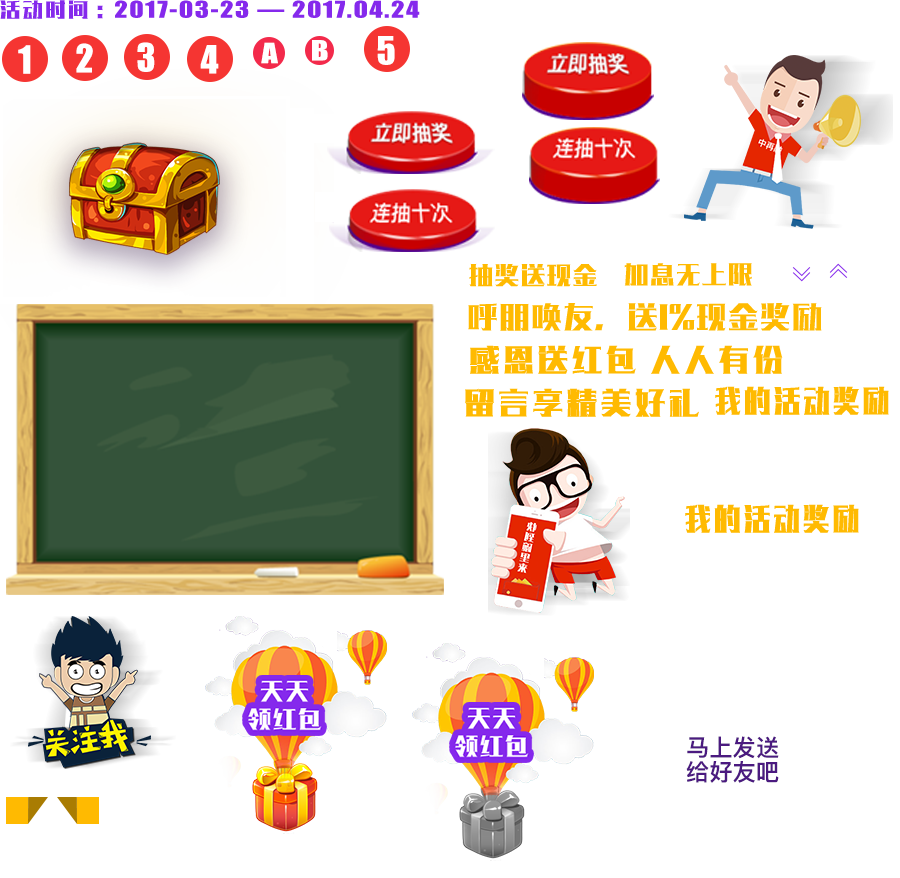 活动时间：2017-03-23 — 2017.04.24
1 2 3 4 A B 5
立即抽奖
连抽十次
立即抽奖
连抽十次
抽奖送现金 加息无上限
呼朋唤友，送1%现金奖励
感恩送红包 人人有份
留言享精美好礼 我的活动奖励
我的活动奖励
关注我
天天
领红包
天天
领红包
马上发送
给好友吧